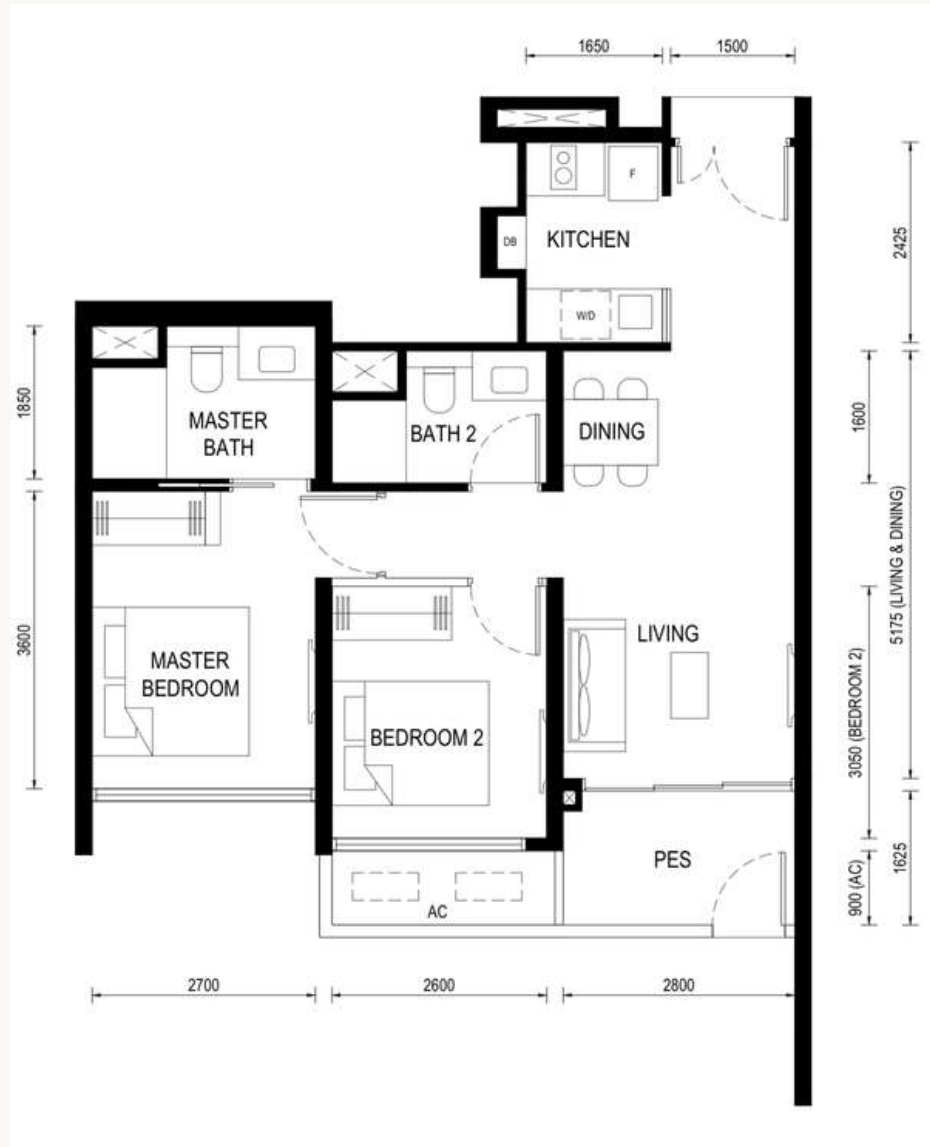 1650
1500
F
2425
DB
KITCHEN
W/D
1850
MASTER
BATH
BATH 2
DINING
1600
5175 (LIVING & DINING)
3600
MASTER
BEDROOM
LIVING
BEDROOM 2
3050 (BEDROOM 2)
PES
1625
900 (AC)
AC
2700
2600
2800